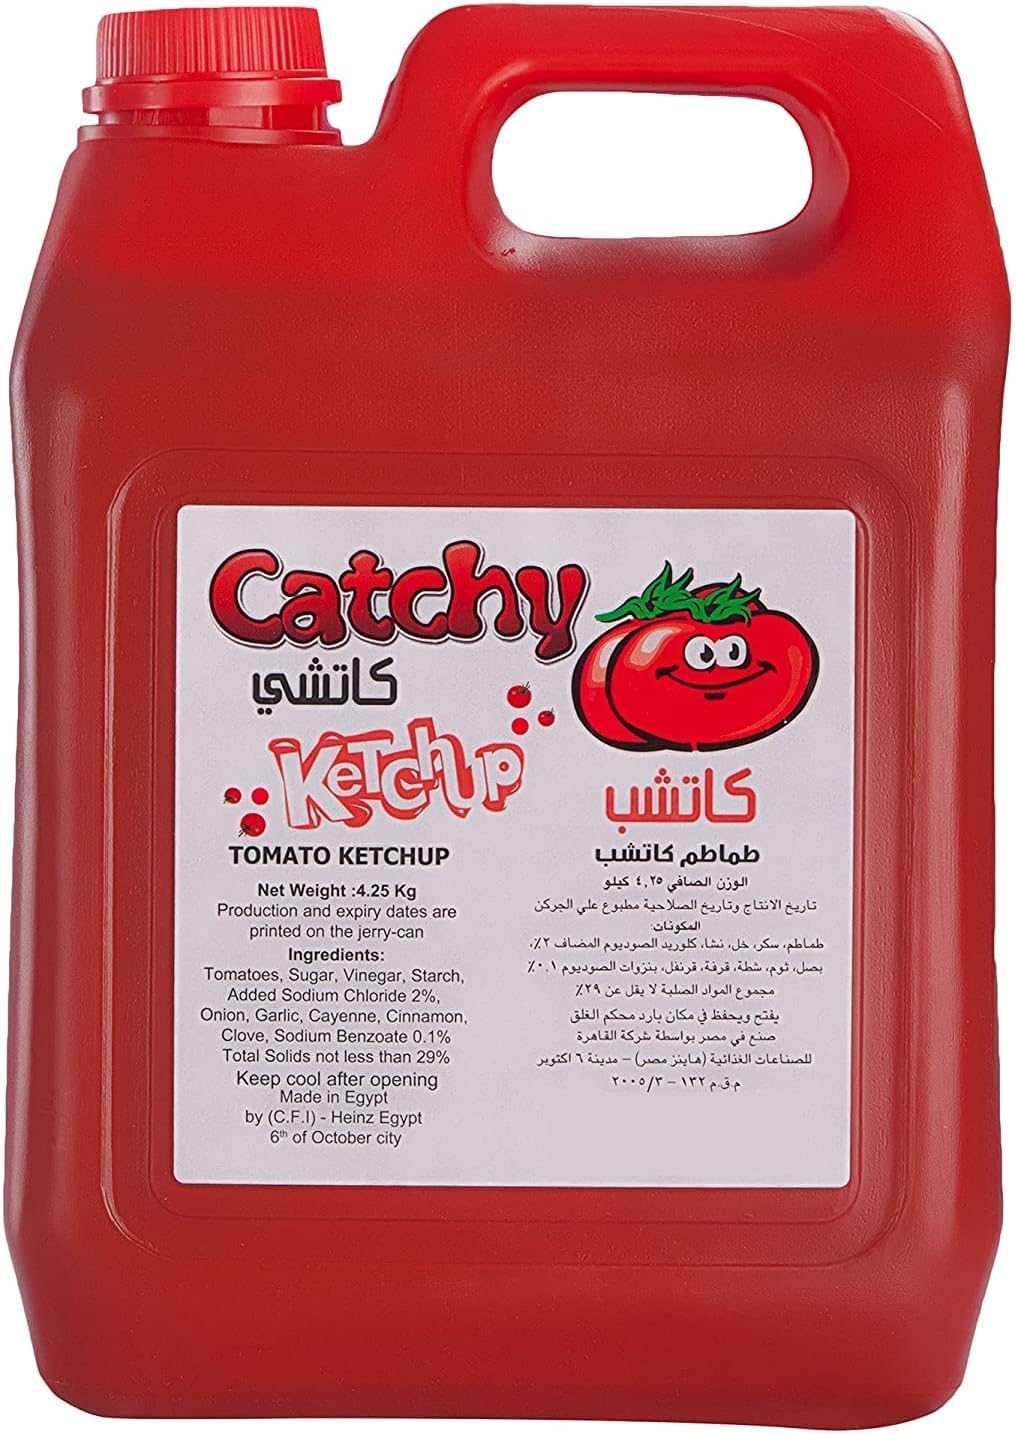 Catchy
كاتشي
KETCHUP
TOMATO KETCHUP
Net Weight :4.25 Kg
Production and expiry dates are
printed on the jerry-can
Ingredients:
Tomatoes, Sugar, Vinegar, Starch,
Added Sodium Chloride 2%,
Onion, Garlic, Cayenne, Cinnamon,
Clove, Sodium Benzoate 0.1%
Total Solids not less than 29%
Keep cool after opening
Made in Egypt
by (C.F.I) - Heinz Egypt
6th of October city
كاتشب
طماطم كاتشب
الوزن الصافي ٤,٢٥ كيلو
تاريخ الانتاج وتاريخ الصلاحية مطبوع علي الجركن
المكونات:
طماطم، سكر، خل، نشا، كلوريد الصوديوم المضاف ٢٪،
بصل، ثوم، شطة، قرفة، قرنفل، بنزوات الصوديوم ٠,١٪
مجموع المواد الصلبة لا يقل عن ٢٩٪
يفتح ويحفظ في مكان بارد محكم الغلق
صنع في مصر بواسطة شركة القاهرة
للصناعات الغذائية (هاينز مصر) – مدينة ٦ اكتوبر
م.ق.م ١٣٢ – ٢٠٠٥/٣